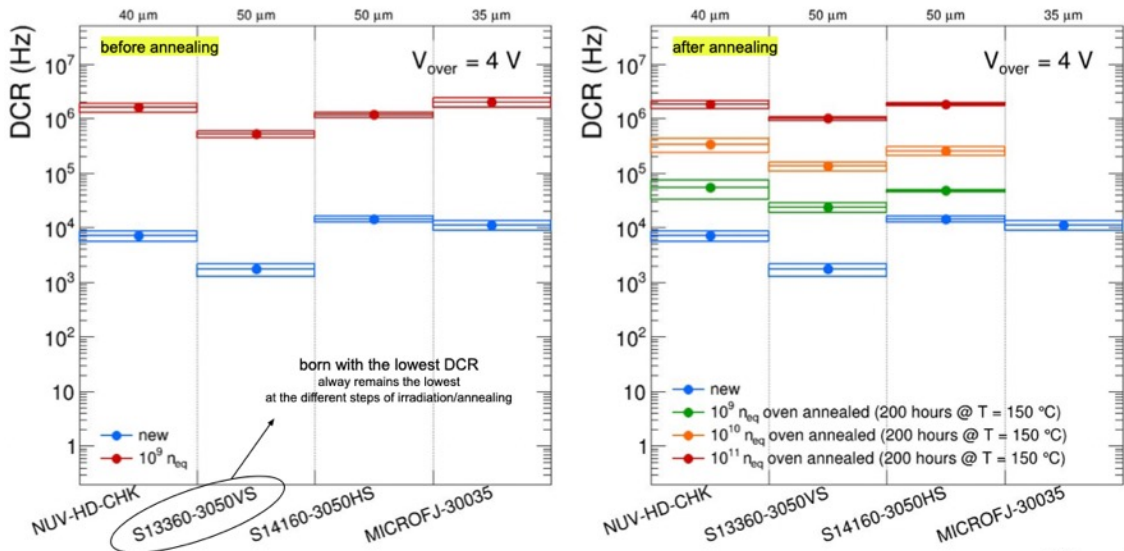 40 μm 50 μm 50 μm 35 μm
DCR (Hz)
before annealing
V_over = 4 V
10^7
10^6
10^5
10^4
10^3
10^2
10
1
born with the lowest DCR
alway remains the lowest
at the different steps of irradiation/annealing
new
10^9 n_eq
NUV-HD-CHK
S13360-3050VS
S14160-3050HS
MICROFJ-30035
40 μm 50 μm 50 μm 35 μm
DCR (Hz)
after annealing
V_over = 4 V
10^7
10^6
10^5
10^4
10^3
10^2
10
1
new
10^9 n_eq oven annealed (200 hours @ T = 150 °C)
10^10 n_eq oven annealed (200 hours @ T = 150 °C)
10^11 n_eq oven annealed (200 hours @ T = 150 °C)
NUV-HD-CHK
S13360-3050VS
S14160-3050HS
MICROFJ-30035